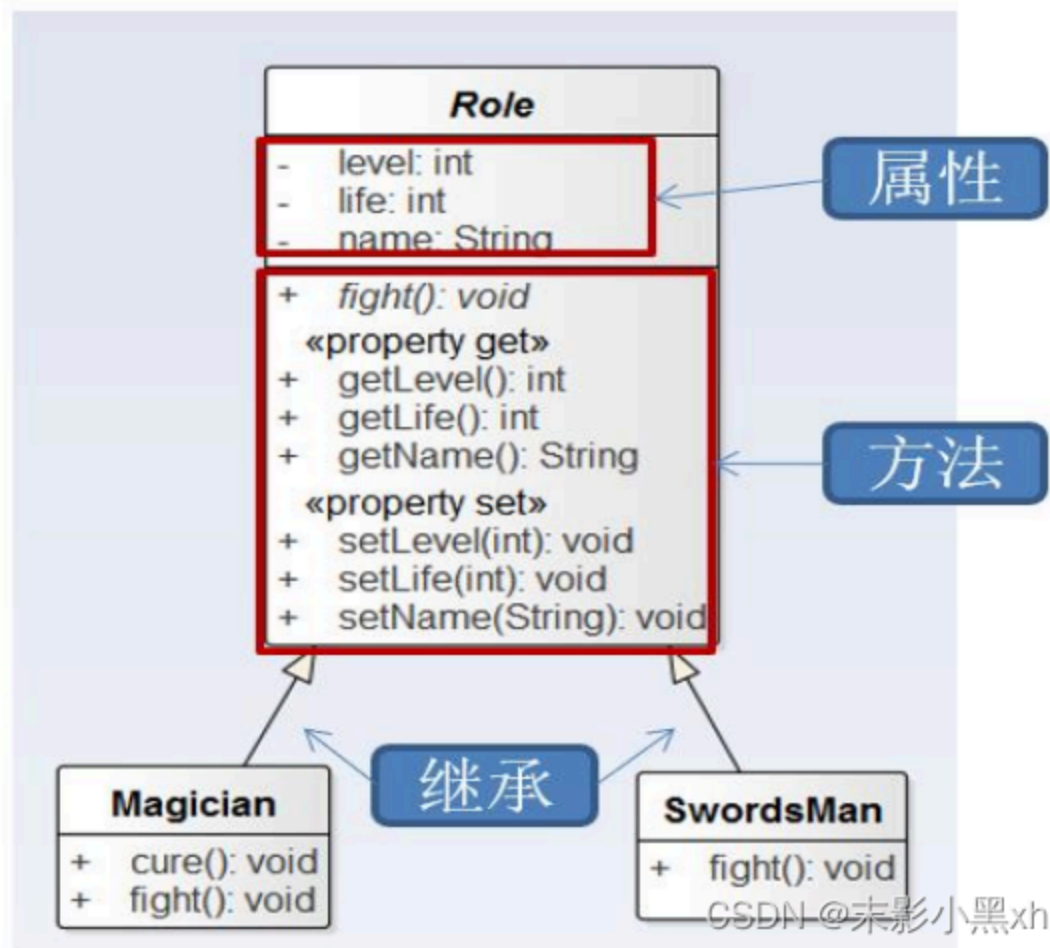 Role
- level: int
- life: int
- name: String
属性
+ fight(): void
«property get»
+ getLevel(): int
+ getLife(): int
+ getName(): String
方法
«property set»
+ setLevel(int): void
+ setLife(int): void
+ setName(String): void
继承
Magician
+ cure(): void
+ fight(): void
SwordsMan
+ fight(): void
CSDN @末影小黑xh